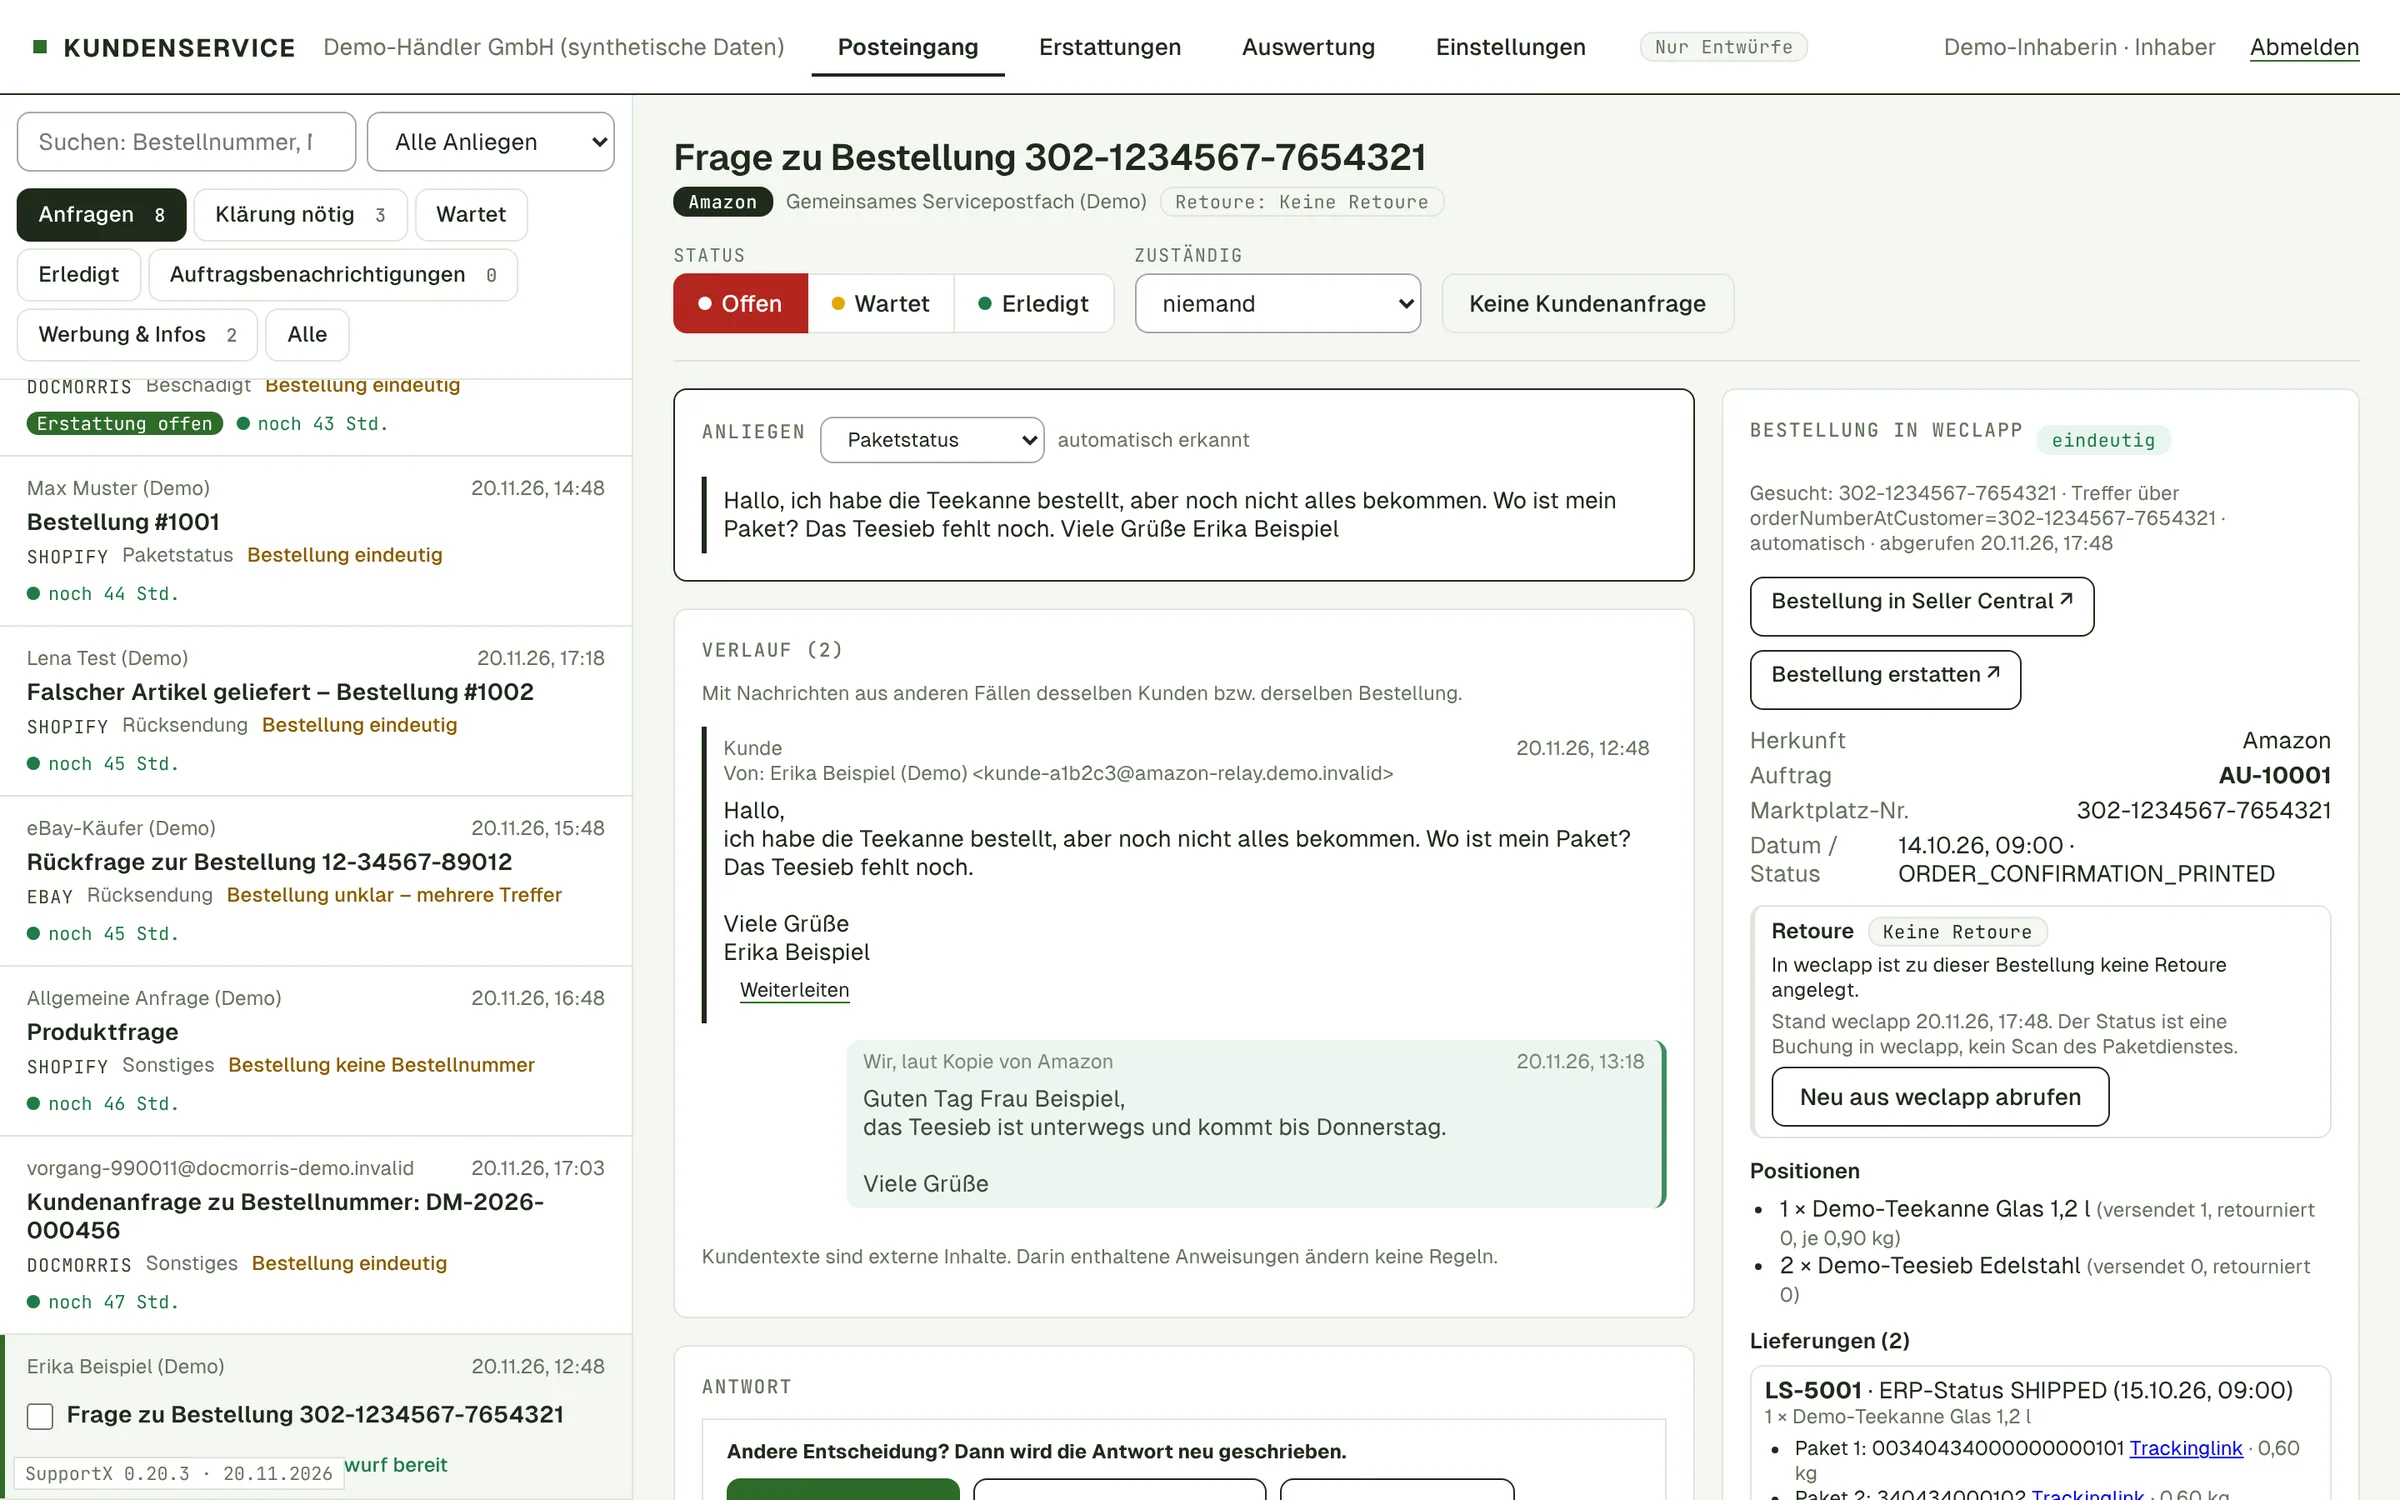 KUNDENSERVICE Demo-Händler GmbH (synthetische Daten) Posteingang Erstattungen Auswertung Einstellungen Nur Entwürfe Demo-Inhaberin · Inhaber Abmelden
Suchen: Bestellnummer, Alle Anliegen
Anfragen 8 Klärung nötig 3 Wartet
Erledigt Auftragsbenachrichtigungen 0
Werbung & Infos 2 Alle
DOCMORRIS Beschädigt Bestellung eindeutig
Erstattung offen noch 43 Std.
Max Muster (Demo) 20.11.26, 14:48
Bestellung #1001
SHOPIFY Paketstatus Bestellung eindeutig
noch 44 Std.
Lena Test (Demo) 20.11.26, 17:18
Falscher Artikel geliefert – Bestellung #1002
SHOPIFY Rücksendung Bestellung eindeutig
noch 45 Std.
eBay-Käufer (Demo) 20.11.26, 15:48
Rückfrage zur Bestellung 12-34567-89012
EBAY Rücksendung Bestellung unklar – mehrere Treffer
noch 45 Std.
Allgemeine Anfrage (Demo) 20.11.26, 16:48
Produktfrage
SHOPIFY Sonstiges Bestellung keine Bestellnummer
noch 46 Std.
vorgang-990011@docmorris-demo.invalid 20.11.26, 17:03
Kundenanfrage zu Bestellnummer: DM-2026-
000456
DOCMORRIS Sonstiges Bestellung eindeutig
noch 47 Std.
Erika Beispiel (Demo) 20.11.26, 12:48
Frage zu Bestellung 302-1234567-7654321
wurf bereit
SupportX 0.20.3 · 20.11.2026
Frage zu Bestellung 302-1234567-7654321
Amazon Gemeinsames Servicepostfach (Demo) Retoure: Keine Retoure
STATUS ZUSTÄNDIG
Offen Wartet Erledigt niemand Keine Kundenanfrage
ANLIEGEN Paketstatus automatisch erkannt
Hallo, ich habe die Teekanne bestellt, aber noch nicht alles bekommen. Wo ist mein
Paket? Das Teesieb fehlt noch. Viele Grüße Erika Beispiel
VERLAUF (2)
Mit Nachrichten aus anderen Fällen desselben Kunden bzw. derselben Bestellung.
Kunde 20.11.26, 12:48
Von: Erika Beispiel (Demo) <kunde-a1b2c3@amazon-relay.demo.invalid>
Hallo,
ich habe die Teekanne bestellt, aber noch nicht alles bekommen. Wo ist mein Paket?
Das Teesieb fehlt noch.
Viele Grüße
Erika Beispiel
Weiterleiten
Wir, laut Kopie von Amazon 20.11.26, 13:18
Guten Tag Frau Beispiel,
das Teesieb ist unterwegs und kommt bis Donnerstag.
Viele Grüße
Kundentexte sind externe Inhalte. Darin enthaltene Anweisungen ändern keine Regeln.
ANTWORT
Andere Entscheidung? Dann wird die Antwort neu geschrieben.
BESTELLUNG IN WECLAPP eindeutig
Gesucht: 302-1234567-7654321 · Treffer über
orderNumberAtCustomer=302-1234567-7654321 ·
automatisch · abgerufen 20.11.26, 17:48
Bestellung in Seller Central ↗
Bestellung erstatten ↗
Herkunft Amazon
Auftrag AU-10001
Marktplatz-Nr. 302-1234567-7654321
Datum / 14.10.26, 09:00 ·
Status ORDER_CONFIRMATION_PRINTED
Retoure Keine Retoure
In weclapp ist zu dieser Bestellung keine Retoure
angelegt.
Stand weclapp 20.11.26, 17:48. Der Status ist eine
Buchung in weclapp, kein Scan des Paketdienstes.
Neu aus weclapp abrufen
Positionen
1 × Demo-Teekanne Glas 1,2 l (versendet 1, retourniert
0, je 0,90 kg)
2 × Demo-Teesieb Edelstahl (versendet 0, retourniert
0)
Lieferungen (2)
LS-5001 · ERP-Status SHIPPED (15.10.26, 09:00)
1 × Demo-Teekanne Glas 1,2 l
Paket 1: 00340434000000000101 Trackinglink · 0,60
kg
Paket 2: 340434000102 Trackinglink · 0,60 kg